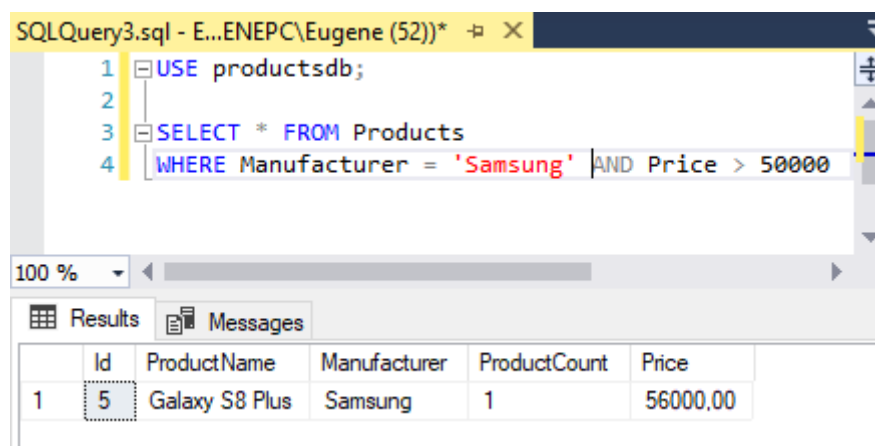 SQLQuery3.sql - E...ENEPC\Eugene (52))*
1 USE productsdb;
2
3 SELECT * FROM Products
4 WHERE Manufacturer = 'Samsung' AND Price > 50000
100 %
Results Messages
Id ProductName Manufacturer ProductCount Price
1 5 Galaxy S8 Plus Samsung 1 56000,00